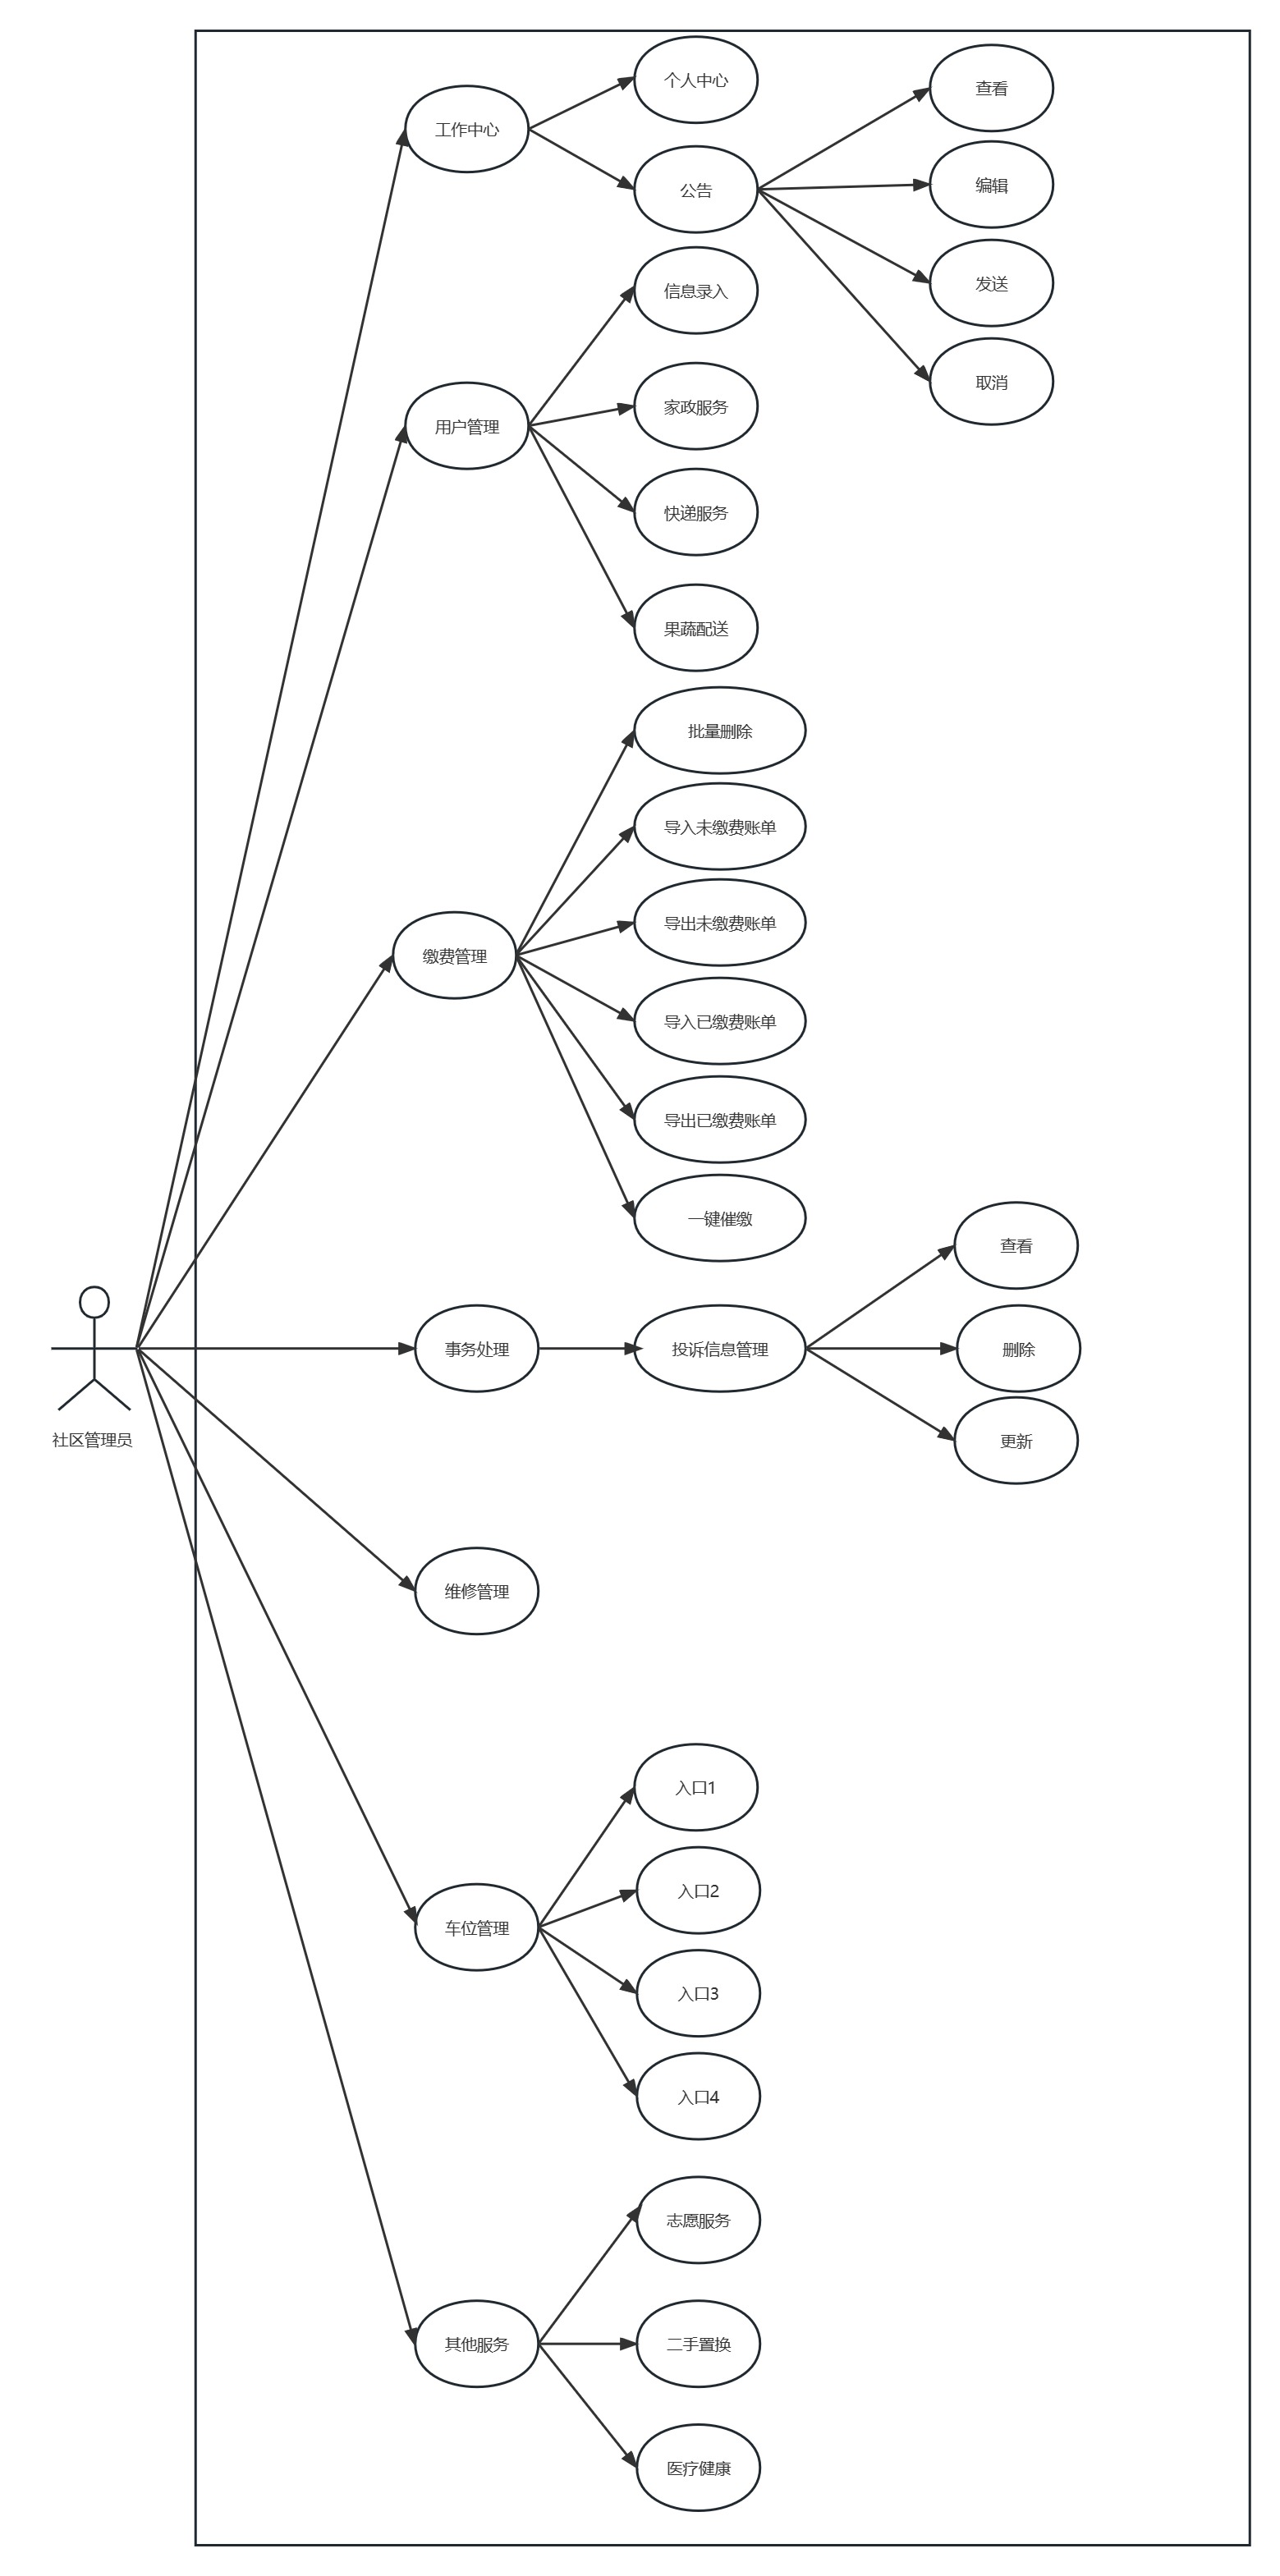 工作中心
个人中心
公告
查看
编辑
发送
取消
用户管理
信息录入
家政服务
快递服务
果蔬配送
缴费管理
批量删除
导入未缴费账单
导出未缴费账单
导入已缴费账单
导出已缴费账单
一键催缴
社区管理员
事务处理
投诉信息管理
查看
删除
更新
维修管理
车位管理
入口1
入口2
入口3
入口4
其他服务
志愿服务
二手置换
医疗健康